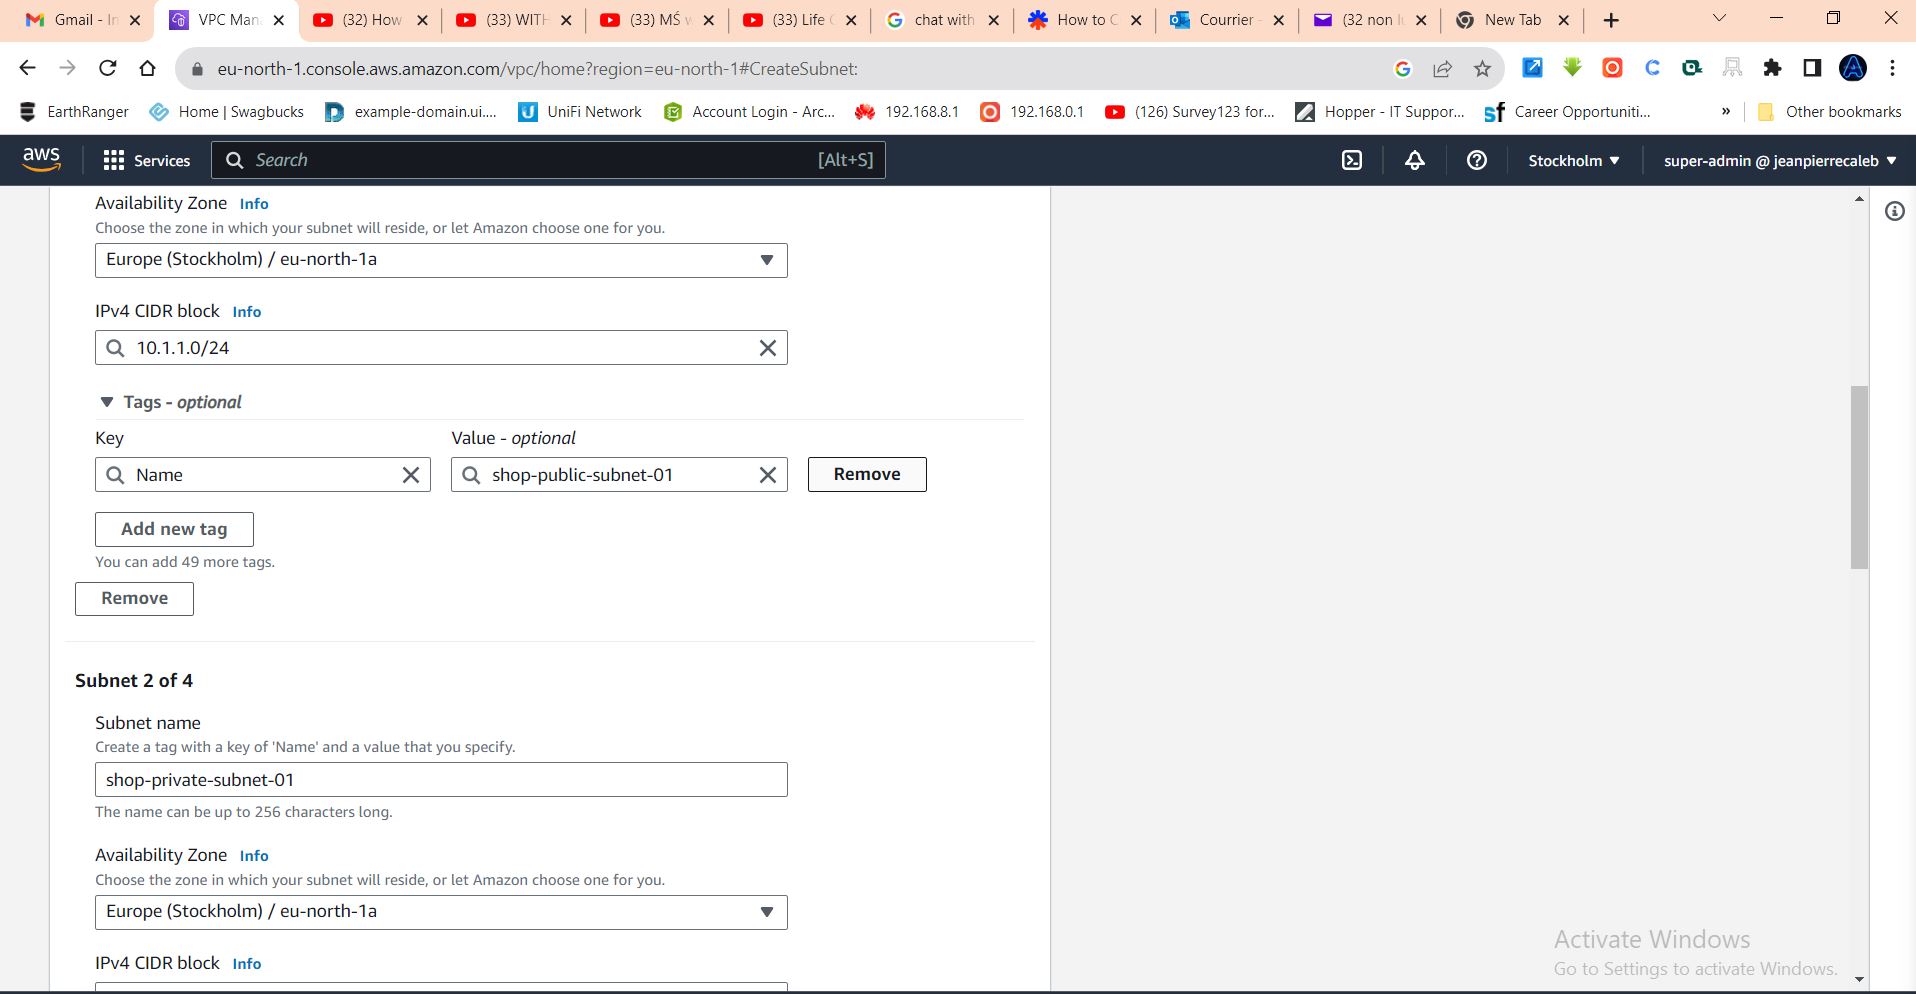 Gmail - In
VPC Man
(32) How
(33) WITH
(33) MŚ w
(33) Life
chat with
How to C
Courrier -
(32 non lu
New Tab
eu-north-1.console.aws.amazon.com/vpc/home?region=eu-north-1#CreateSubnet:
EarthRanger
Home | Swagbucks
example-domain.ui....
UniFi Network
Account Login - Arc...
192.168.8.1
192.168.0.1
(126) Survey123 for...
Hopper - IT Suppor...
Career Opportuniti...
»
Other bookmarks
aws
Services
Search
[Alt+S]
Stockholm
super-admin @ jeanpierrecaleb
Availability Zone Info
Choose the zone in which your subnet will reside, or let Amazon choose one for you.
Europe (Stockholm) / eu-north-1a
IPv4 CIDR block Info
10.1.1.0/24
Tags - optional
Key
Value - optional
Name
shop-public-subnet-01
Remove
Add new tag
You can add 49 more tags.
Remove
Subnet 2 of 4
Subnet name
Create a tag with a key of 'Name' and a value that you specify.
shop-private-subnet-01
The name can be up to 256 characters long.
Availability Zone Info
Choose the zone in which your subnet will reside, or let Amazon choose one for you.
Europe (Stockholm) / eu-north-1a
IPv4 CIDR block Info
Activate Windows
Go to Settings to activate Windows.